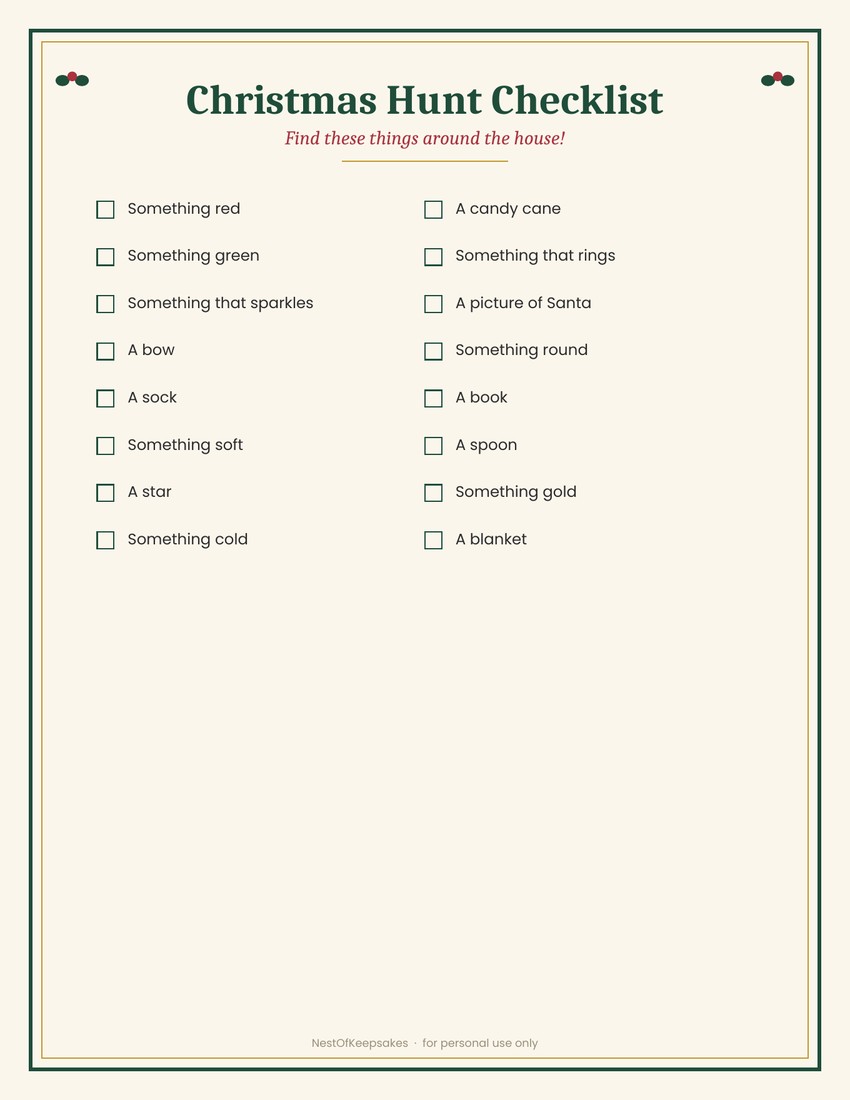 Christmas Hunt Checklist
Find these things around the house!
Something red
Something green
Something that sparkles
A bow
A sock
Something soft
A star
Something cold
A candy cane
Something that rings
A picture of Santa
Something round
A book
A spoon
Something gold
A blanket
NestOfKeepsakes · for personal use only